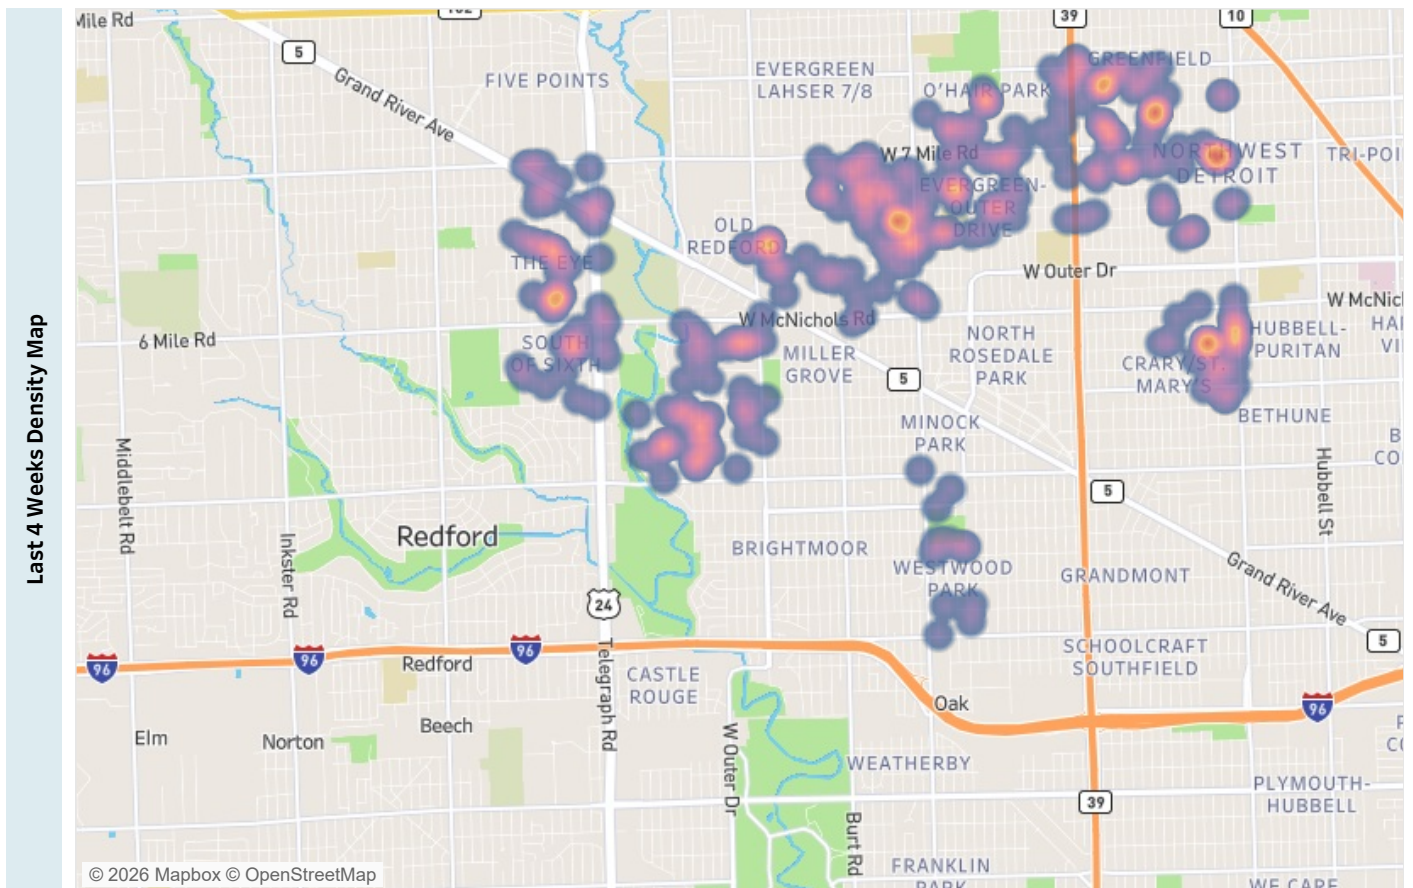 Last 4 Weeks Density Map
Mile Rd
102
39
10
5
Grand River Ave
FIVE POINTS
EVERGREEN
LAHSER 7/8
GREENFIELD
O'HAIR PARK
W 7 Mile Rd
NORTHWEST
DETROIT
EVERGREEN-
OUTER
DRIVE
OLD
REDFORD
THE EYE
W Outer Dr
6 Mile Rd
SOUTH
OF SIXTH
W McNichols Rd
MILLER
GROVE
NORTH
ROSEDALE
PARK
CRARY/ST.
MARY'S
HUBBELL-
PURITAN
BETHUNE
5
MINOCK
PARK
Middlebelt Rd
Hubbell St
5
Redford
Inkster Rd
BRIGHTMOOR
WESTWOOD
PARK
GRANDMONT
Grand River Ave
24
5
96
96
96
Redford
Telegraph Rd
CASTLE
ROUGE
SCHOOLCRAFT
SOUTHFIELD
Oak
96
Elm
Norton
Beech
W Outer Dr
WEATHERBY
PLYMOUTH-
HUBBELL
39
Burt Rd
FRANKLIN
PARK
WE CARE
© 2026 Mapbox © OpenStreetMap